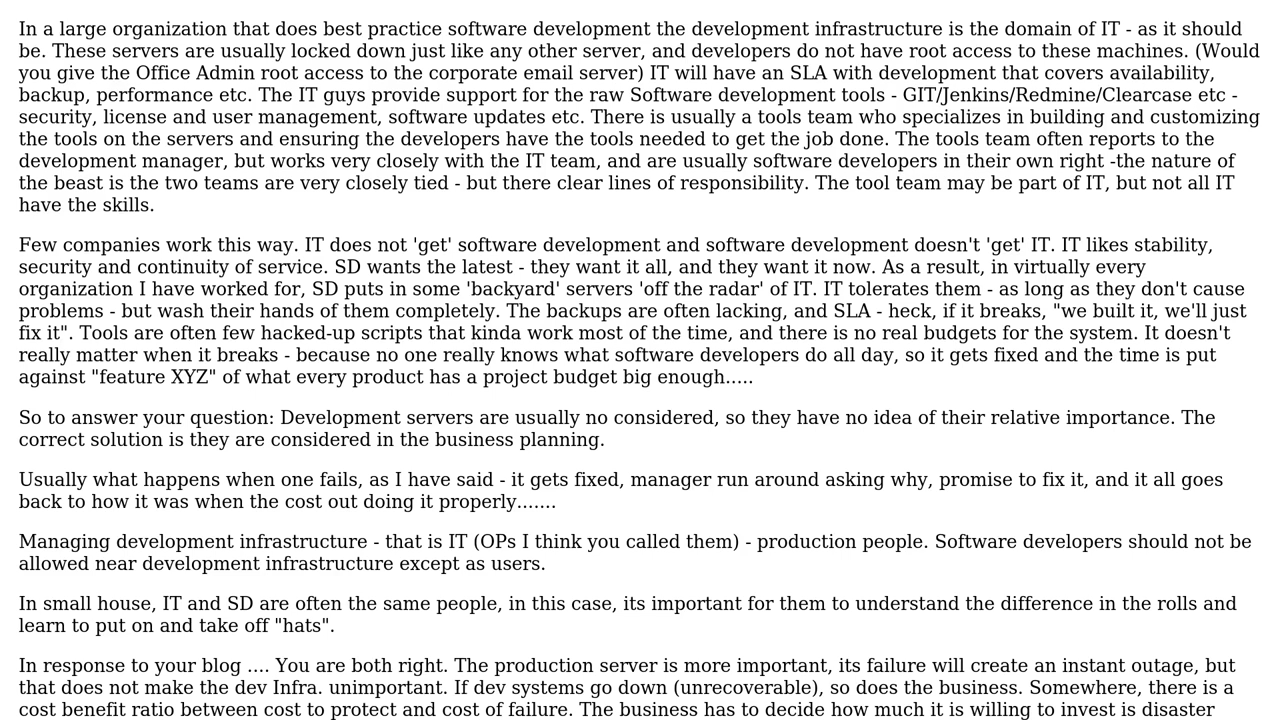 In a large organization that does best practice software development the development infrastructure is the domain of IT - as it should
be. These servers are usually locked down just like any other server, and developers do not have root access to these machines. (Would
you give the Office Admin root access to the corporate email server) IT will have an SLA with development that covers availability,
backup, performance etc. The IT guys provide support for the raw Software development tools - GIT/Jenkins/Redmine/Clearcase etc -
security, license and user management, software updates etc. There is usually a tools team who specializes in building and customizing
the tools on the servers and ensuring the developers have the tools needed to get the job done. The tools team often reports to the
development manager, but works very closely with the IT team, and are usually software developers in their own right -the nature of
the beast is the two teams are very closely tied - but there clear lines of responsibility. The tool team may be part of IT, but not all IT
have the skills.
Few companies work this way. IT does not 'get' software development and software development doesn't 'get' IT. IT likes stability,
security and continuity of service. SD wants the latest - they want it all, and they want it now. As a result, in virtually every
organization I have worked for, SD puts in some 'backyard' servers 'off the radar' of IT. IT tolerates them - as long as they don't cause
problems - but wash their hands of them completely. The backups are often lacking, and SLA - heck, if it breaks, "we built it, we'll just
fix it". Tools are often few hacked-up scripts that kinda work most of the time, and there is no real budgets for the system. It doesn't
really matter when it breaks - because no one really knows what software developers do all day, so it gets fixed and the time is put
against "feature XYZ" of what every product has a project budget big enough.....
So to answer your question: Development servers are usually no considered, so they have no idea of their relative importance. The
correct solution is they are considered in the business planning.
Usually what happens when one fails, as I have said - it gets fixed, manager run around asking why, promise to fix it, and it all goes
back to how it was when the cost out doing it properly.......
Managing development infrastructure - that is IT (OPs I think you called them) - production people. Software developers should not be
allowed near development infrastructure except as users.
In small house, IT and SD are often the same people, in this case, its important for them to understand the difference in the rolls and
learn to put on and take off "hats".
In response to your blog .... You are both right. The production server is more important, its failure will create an instant outage, but
that does not make the dev Infra. unimportant. If dev systems go down (unrecoverable), so does the business. Somewhere, there is a
cost benefit ratio between cost to protect and cost of failure. The business has to decide how much it is willing to invest is disaster